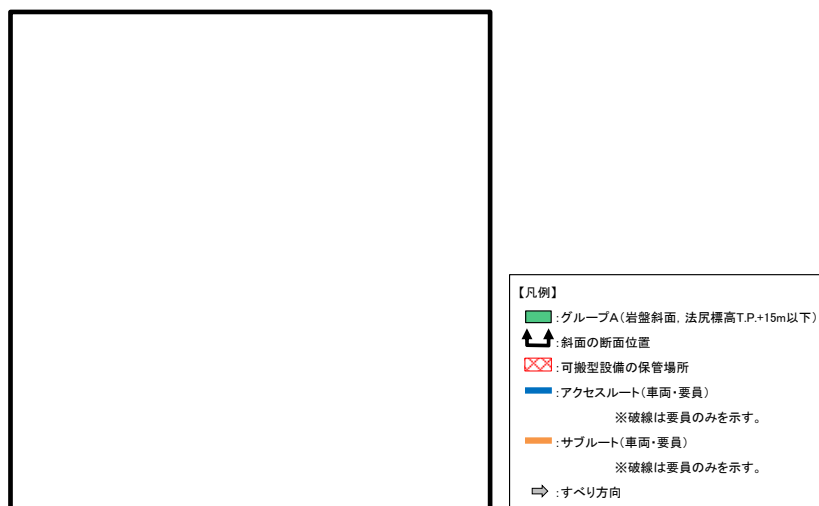 【凡例】
：グループA（岩盤斜面，法尻標高T.P.+15m以下）
：斜面の断面位置
：可搬型設備の保管場所
：アクセスルート（車両・要員）
※破線は要員のみを示す。
：サブルート（車両・要員）
※破線は要員のみを示す。
：すべり方向